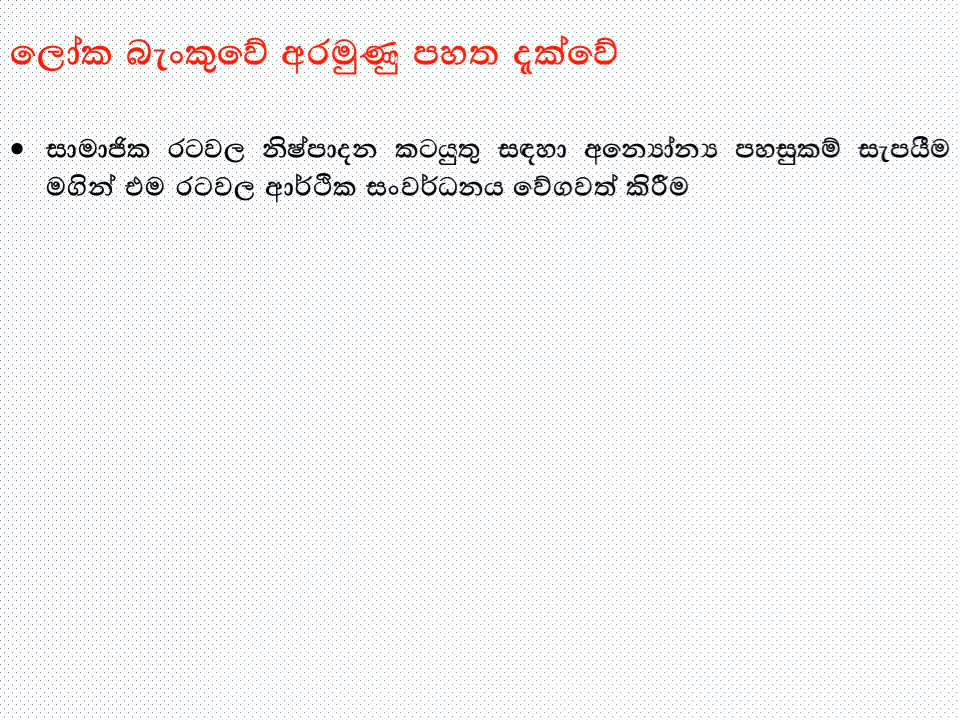 ලෝක බැංකුවේ අරමුණු පහත දැක්වේ
• සාමාජික රටවල නිෂ්පාදන කටයුතු සඳහා අන්‍යෝන්‍ය පහසුකම් සැපයීම
මගින් එම රටවල ආර්ථික සංවර්ධනය වේගවත් කිරීම